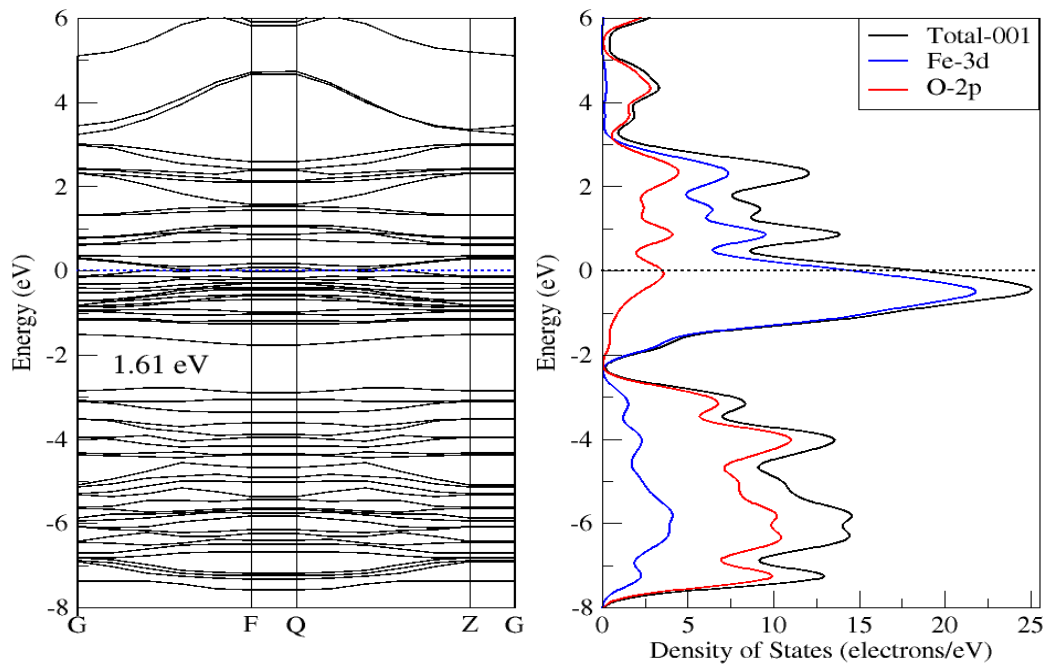 6
4
2
0
-2
-4
-6
-8
Energy (eV)
1.61 eV
G
F
Q
Z
G
6
4
2
0
-2
-4
-6
-8
Energy (eV)
Total-001
Fe-3d
O-2p
0
5
10
15
20
25
Density of States (electrons/eV)